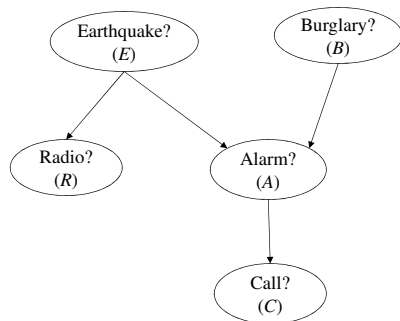 Earthquake?
(E)
Burglary?
(B)
Radio?
(R)
Alarm?
(A)
Call?
(C)